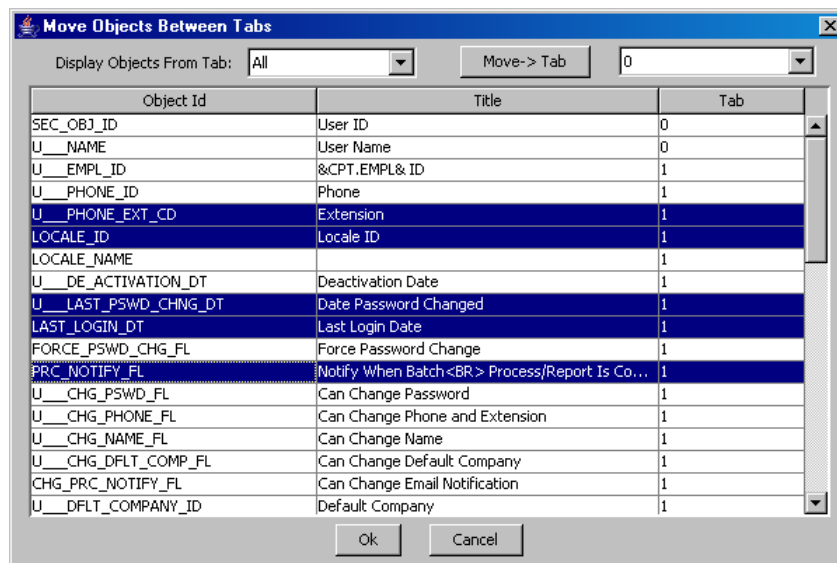 Move Objects Between Tabs
Display Objects From Tab: All Move-> Tab 0
Object Id Title Tab
SEC_OBJ_ID User ID 0
U___NAME User Name 0
U___EMPL_ID &CPT.EMPL& ID 1
U___PHONE_ID Phone 1
U___PHONE_EXT_CD Extension 1
LOCALE_ID Locale ID 1
LOCALE_NAME 1
U___DE_ACTIVATION_DT Deactivation Date 1
U___LAST_PSWD_CHNG_DT Date Password Changed 1
LAST_LOGIN_DT Last Login Date 1
FORCE_PSWD_CHG_FL Force Password Change 1
PRC_NOTIFY_FL Notify When Batch<BR> Process/Report Is Co... 1
U___CHG_PSWD_FL Can Change Password 1
U___CHG_PHONE_FL Can Change Phone and Extension 1
U___CHG_NAME_FL Can Change Name 1
U___CHG_DFLT_COMP_FL Can Change Default Company 1
CHG_PRC_NOTIFY_FL Can Change Email Notification 1
U___DFLT_COMPANY_ID Default Company 1
Ok Cancel